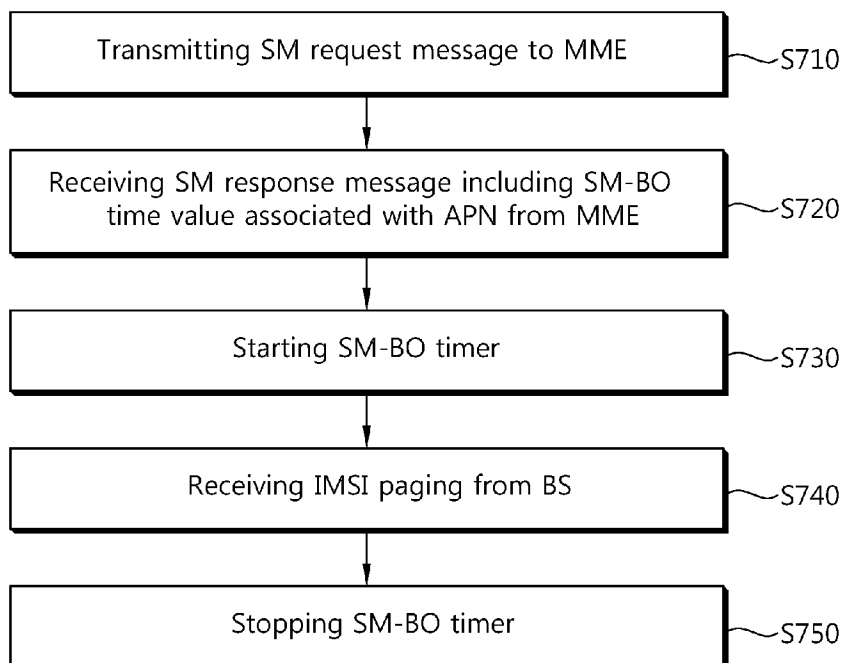 Transmitting SM request message to MME
S710
Receiving SM response message including SM-BO
time value associated with APN from MME
S720
Starting SM-BO timer
S730
Receiving IMSI paging from BS
S740
Stopping SM-BO timer
S750